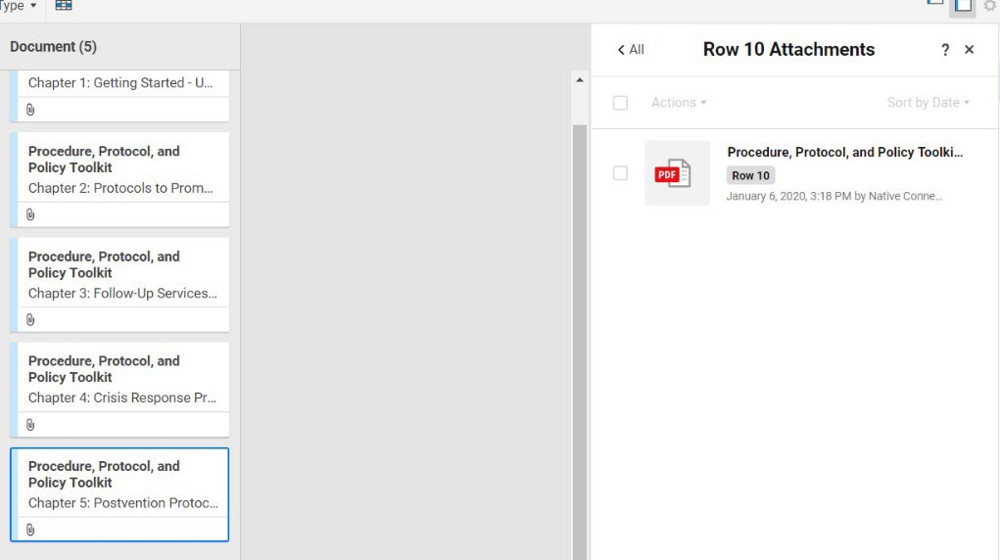 Type
Document (5)
Chapter 1: Getting Started - U...
Procedure, Protocol, and
Policy Toolkit
Chapter 2: Protocols to Prom...
Procedure, Protocol, and
Policy Toolkit
Chapter 3: Follow-Up Services...
Procedure, Protocol, and
Policy Toolkit
Chapter 4: Crisis Response Pr...
Procedure, Protocol, and
Policy Toolkit
Chapter 5: Postvention Protoc...
All
Row 10 Attachments
?
Actions
Sort by Date
PDF
Procedure, Protocol, and Policy Toolki...
Row 10
January 6, 2020, 3:18 PM by Native Conne...